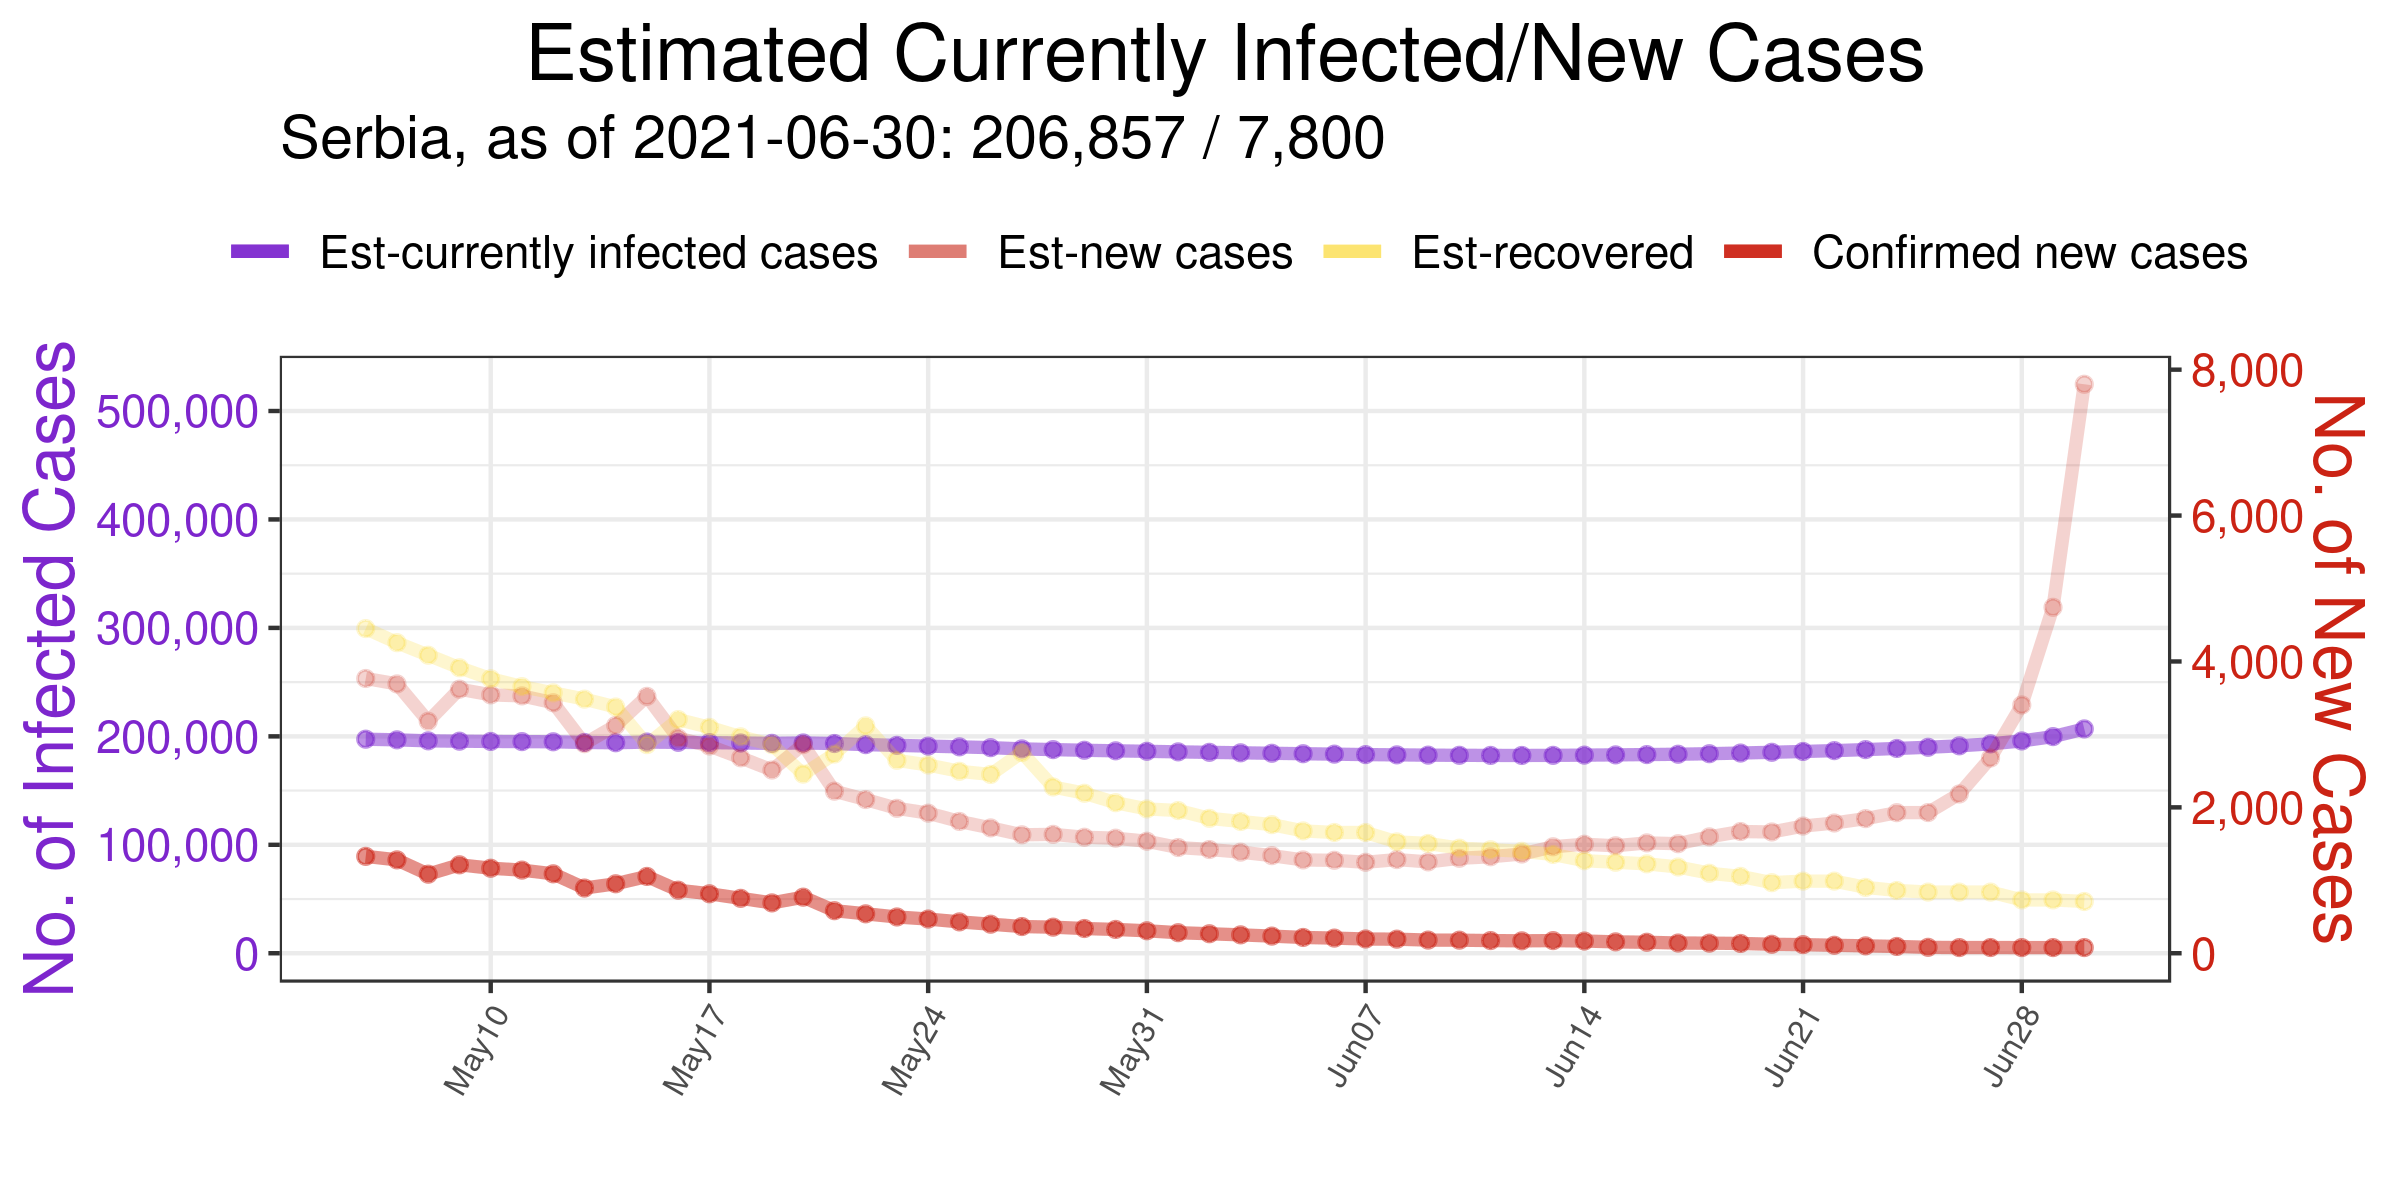 Estimated Currently Infected/New Cases
Serbia, as of 2021-06-30: 206,857 / 7,800
Est-currently infected cases Est-new cases Est-recovered Confirmed new cases
No. of Infected Cases
500,000
400,000
300,000
200,000
100,000
0
8,000
6,000
4,000
2,000
0
No. of New Cases
May10 May17 May24 May31 Jun07 Jun14 Jun21 Jun28